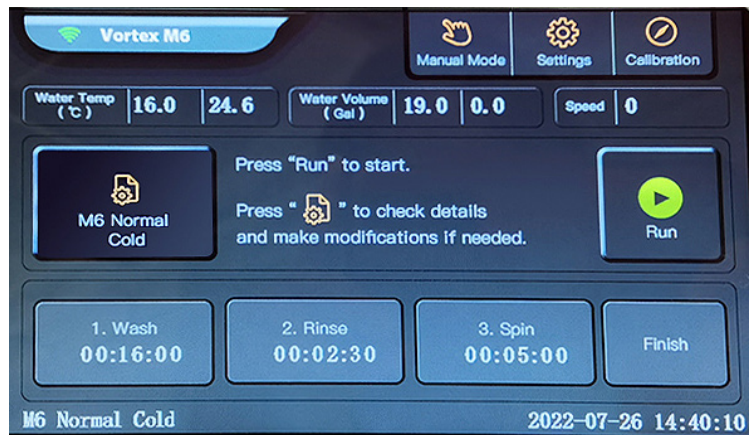 Vortex M6
Manual Mode
Settings
Calibration
Water Temp
(℃)
16.0
24.6
Water Volume
(Gal)
19.0
0.0
Speed
0
M6 Normal
Cold
Press “Run” to start.
Press “ ” to check details
and make modifications if needed.
Run
1. Wash
00:16:00
2. Rinse
00:02:30
3. Spin
00:05:00
Finish
M6 Normal Cold
2022-07-26 14:40:10